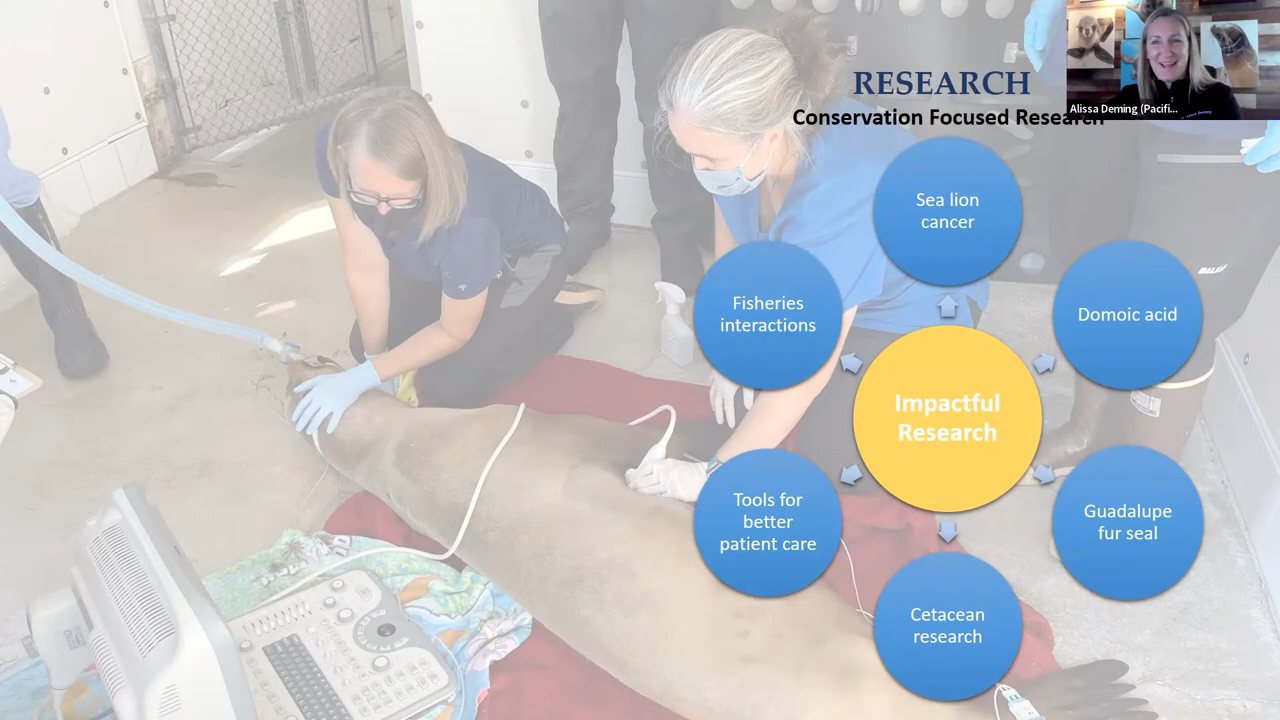 RESEARCH
Conservation Focused Research
Alissa Deming (Pacifi...
Sea lion
cancer
Domoic acid
Guadalupe
fur seal
Cetacean
research
Tools for
better
patient care
Fisheries
interactions
Impactful
Research